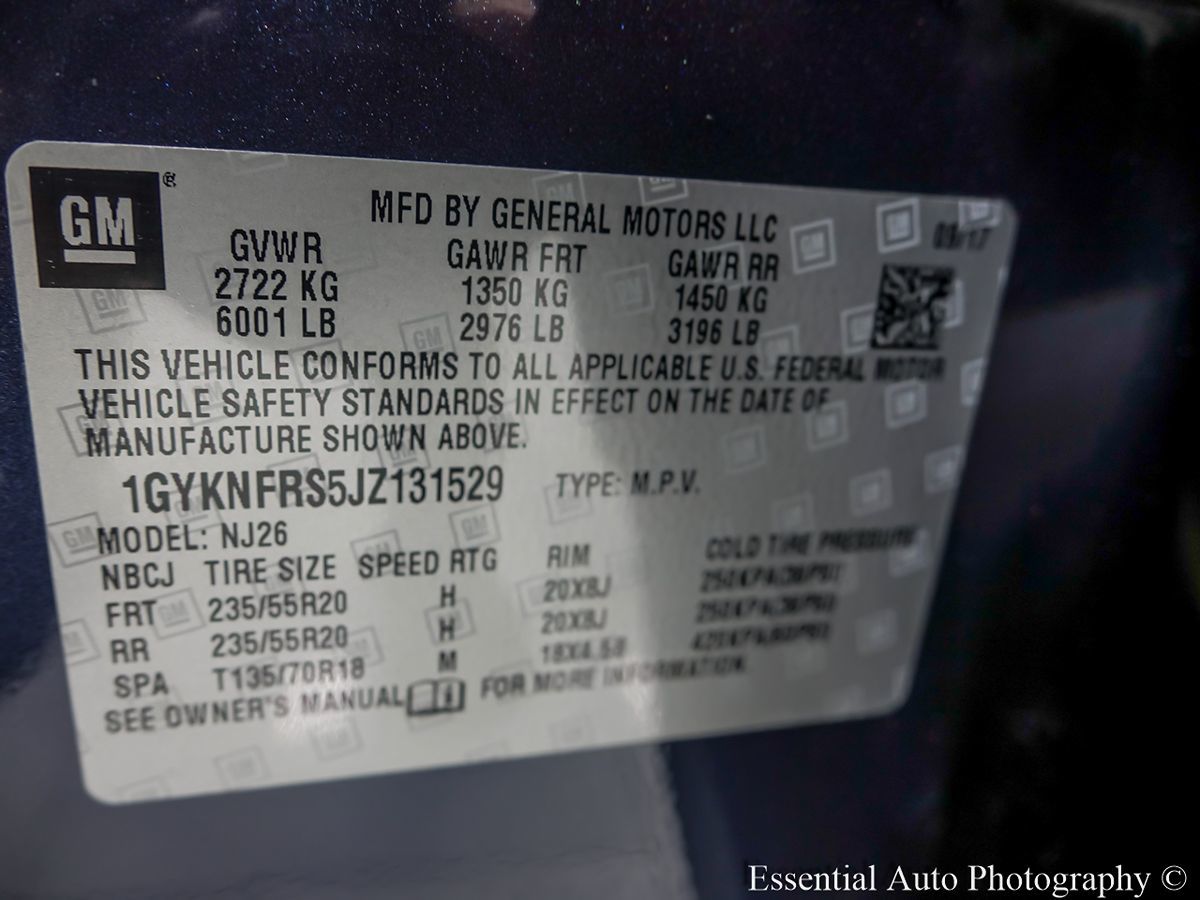 GM
MFD BY GENERAL MOTORS LLC
09/17
GVWR GAWR FRT GAWR RR
2722 KG 1350 KG 1450 KG
6001 LB 2976 LB 3196 LB
THIS VEHICLE CONFORMS TO ALL APPLICABLE U.S. FEDERAL MOTOR
VEHICLE SAFETY STANDARDS IN EFFECT ON THE DATE OF
MANUFACTURE SHOWN ABOVE.
1GYKNFRS5JZ131529 TYPE: M.P.V.
MODEL: NJ26
NBCJ TIRE SIZE SPEED RTG RIM COLD TIRE PRESSURE
FRT 235/55R20 H 20X8J
RR 235/55R20 H 20X8J
SPA T135/70R18 M
SEE OWNER'S MANUAL FOR MORE INFORMATION.
Essential Auto Photography ©